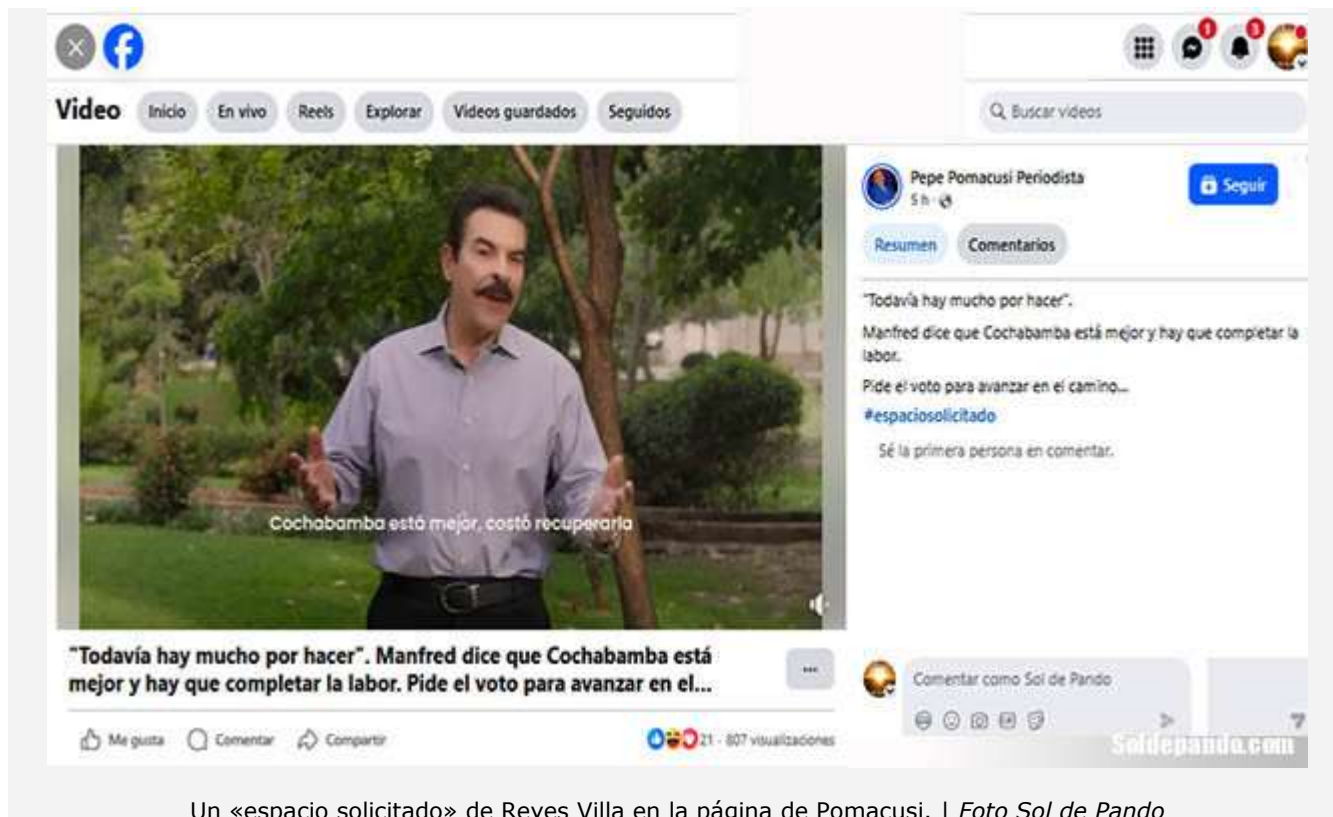 Video
Inicio
En vivo
Reels
Explorar
Videos guardados
Seguidos
Buscar videos
1
3
Cochabamba está mejor, costó recuperarla
"Todavía hay mucho por hacer". Manfred dice que Cochabamba está
mejor y hay que completar la labor. Pide el voto para avanzar en el...
Me gusta
Comentar
Compartir
21 - 807 visualizaciones
Pepe Pomacusi Periodista
5 h ·
Seguir
Resumen
Comentarios
"Todavía hay mucho por hacer".
Manfred dice que Cochabamba está mejor y hay que completar la
labor.
Pide el voto para avanzar en el camino...
#espaciosolicitado
Sé la primera persona en comentar.
Comentar como Sol de Pando
Soldepando.com
Un «espacio solicitado» de Reyes Villa en la página de Pomacusi. | Foto Sol de Pando